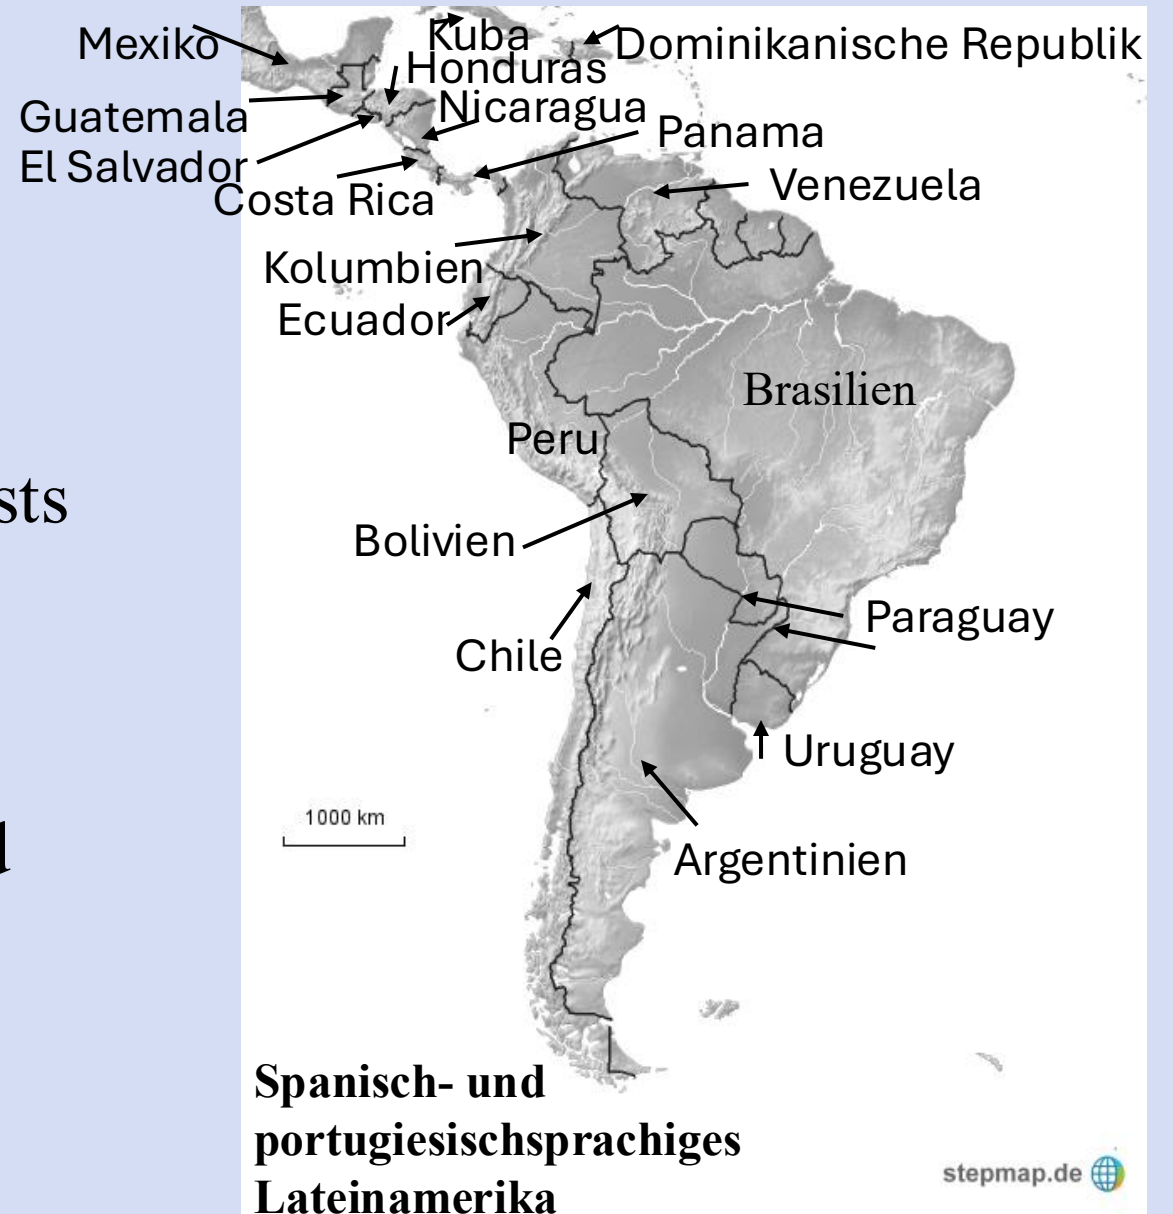 Mexiko
Kuba
Dominikanische Republik
Honduras
Guatemala
Nicaragua
El Salvador
Panama
Costa Rica
Venezuela
Kolumbien
Ecuador
Brasilien
Peru
sts
Bolivien
Paraguay
Chile
Uruguay
1000 km
Argentinien
Spanisch- und
portugiesischsprachiges
Lateinamerika
stepmap.de